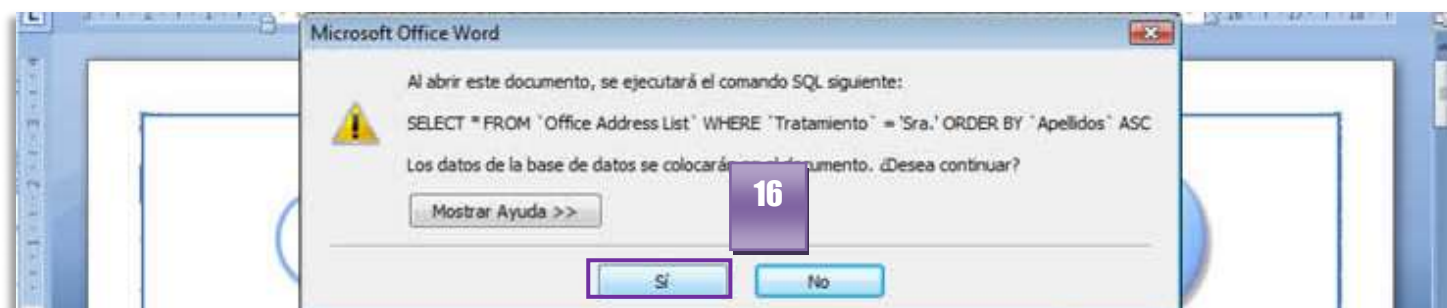 Microsoft Office Word
Al abrir este documento, se ejecutará el comando SQL siguiente:
SELECT * FROM `Office Address List` WHERE `Tratamiento` = 'Sra.' ORDER BY `Apellidos` ASC
Los datos de la base de datos se colocarán documento. ¿Desea continuar?
16
Mostrar Ayuda >>
Sí No